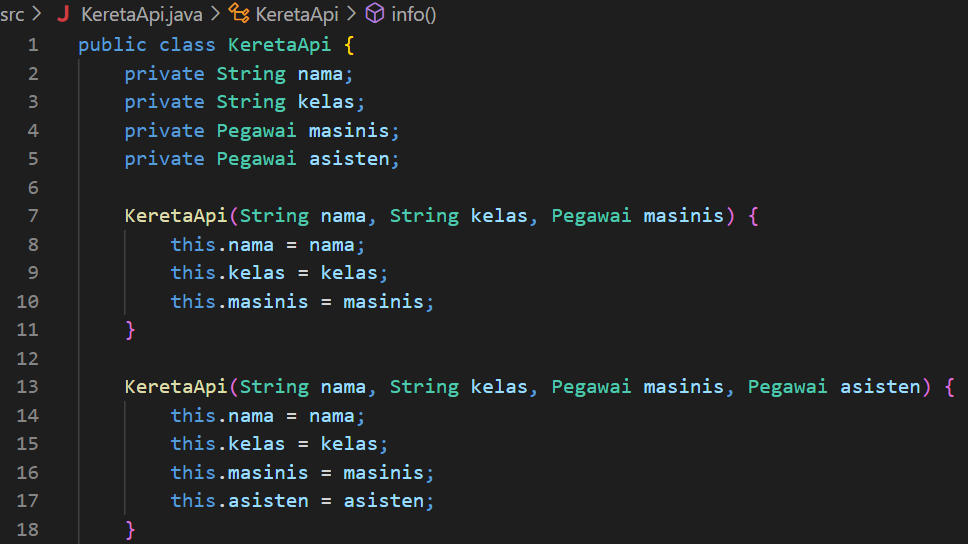 src > KeretaApi.java > KeretaApi > info()
1 public class KeretaApi {
2     private String nama;
3     private String kelas;
4     private Pegawai masinis;
5     private Pegawai asisten;
6
7     KeretaApi(String nama, String kelas, Pegawai masinis) {
8         this.nama = nama;
9         this.kelas = kelas;
10         this.masinis = masinis;
11     }
12
13     KeretaApi(String nama, String kelas, Pegawai masinis, Pegawai asisten) {
14         this.nama = nama;
15         this.kelas = kelas;
16         this.masinis = masinis;
17         this.asisten = asisten;
18     }